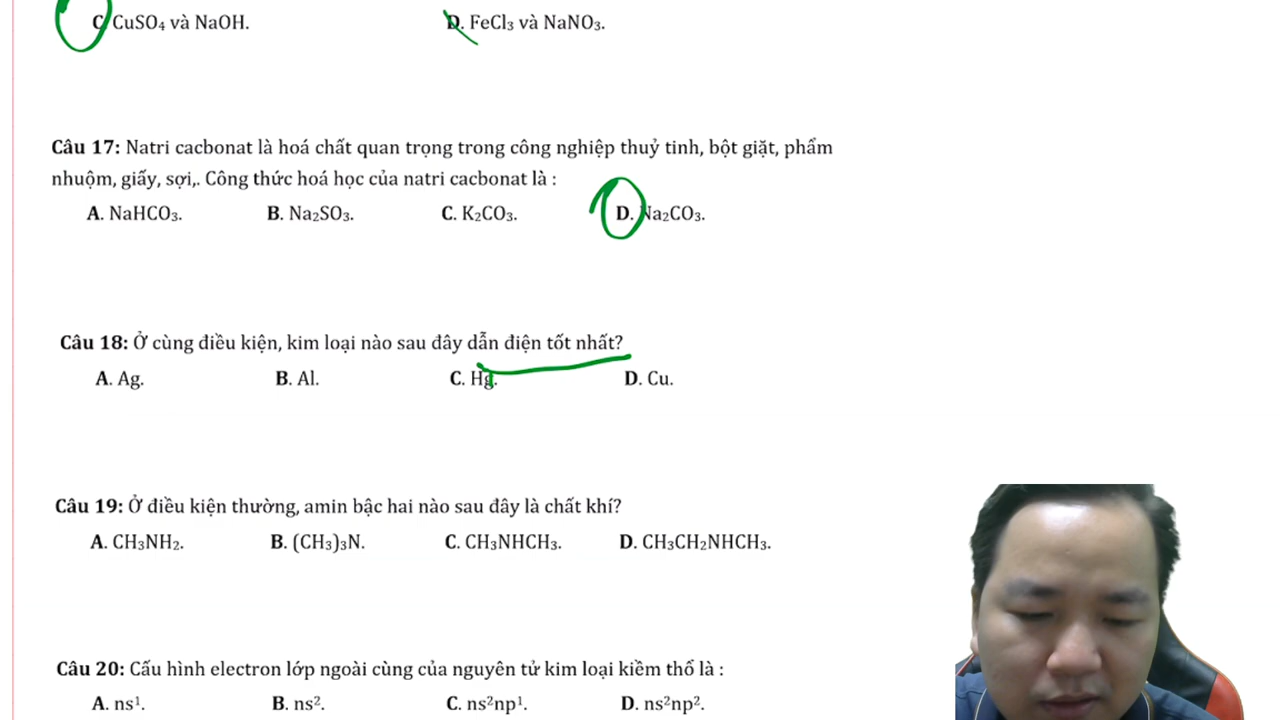 C. CuSO₄ và NaOH. D. FeCl₃ và NaNO₃.
Câu 17: Natri cacbonat là hoá chất quan trọng trong công nghiệp thuỷ tinh, bột giặt, phẩm
nhuộm, giấy, sợi,. Công thức hoá học của natri cacbonat là :
A. NaHCO₃. B. Na₂SO₃. C. K₂CO₃. D. Na₂CO₃.
Câu 18: Ở cùng điều kiện, kim loại nào sau đây dẫn điện tốt nhất?
A. Ag. B. Al. C. Hg. D. Cu.
Câu 19: Ở điều kiện thường, amin bậc hai nào sau đây là chất khí?
A. CH₃NH₂. B. (CH₃)₃N. C. CH₃NHCH₃. D. CH₃CH₂NHCH₃.
Câu 20: Cấu hình electron lớp ngoài cùng của nguyên tử kim loại kiềm thổ là :
A. ns¹. B. ns². C. ns²np¹. D. ns²np².